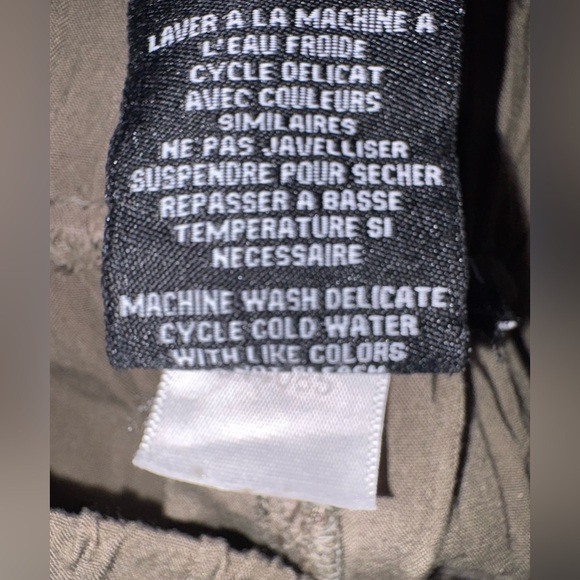 LAVER A LA MACHINE A
L'EAU FROIDE
CYCLE DELICAT
AVEC COULEURS
SIMILAIRES
NE PAS JAVELLISER
SUSPENDRE POUR SECHER
REPASSER A BASSE
TEMPERATURE SI
NECESSAIRE
MACHINE WASH DELICATE
CYCLE COLD WATER
WITH LIKE COLORS